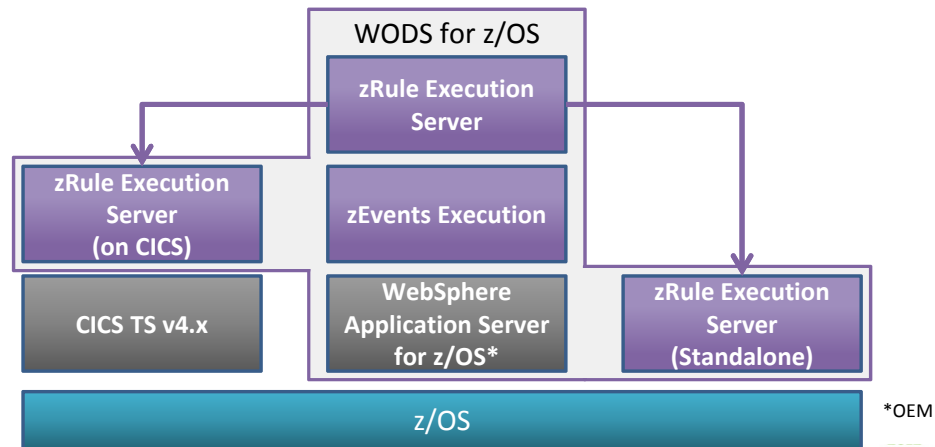 WODS for z/OS
zRule Execution
Server
zRule Execution
Server
(on CICS)
zEvents Execution
CICS TS v4.x
WebSphere
Application Server
for z/OS*
zRule Execution
Server
(Standalone)
z/OS
*OEM